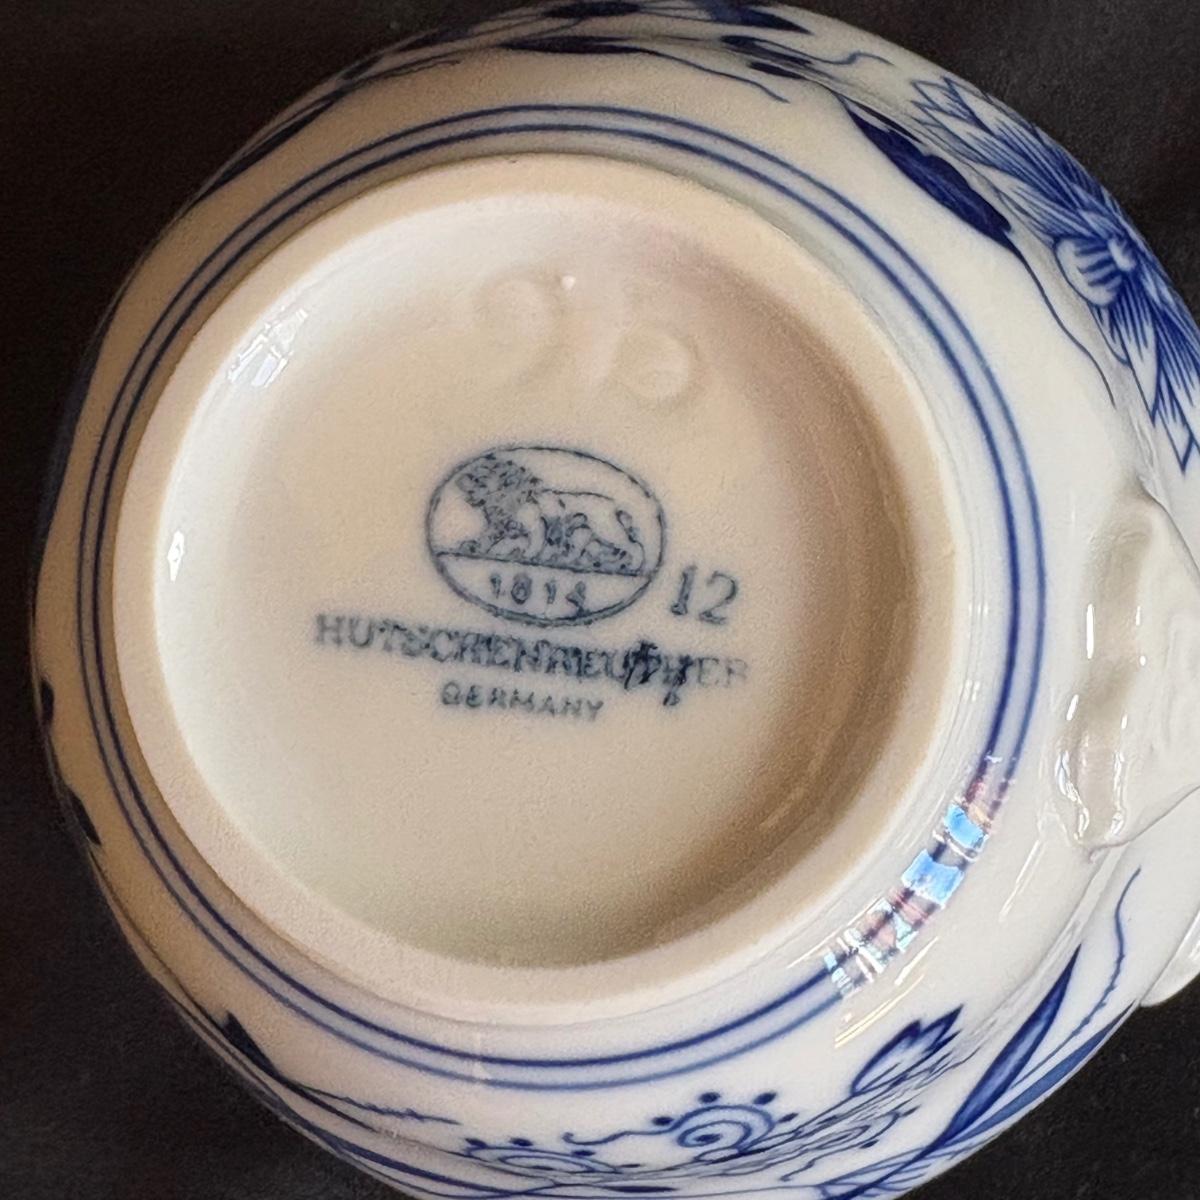 1814
12
HUTSCHENREUTHER
GERMANY